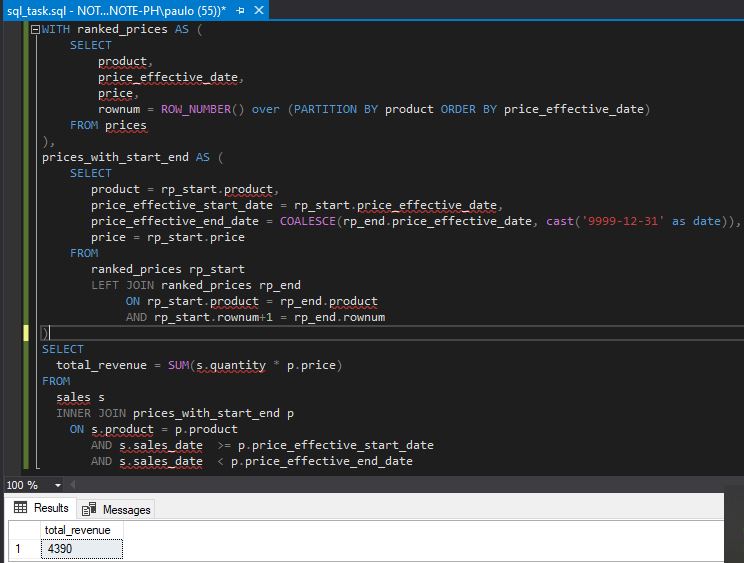 sql_task.sql - NOT...NOTE-PH\paulo (55))*
WITH ranked_prices AS (
SELECT
product,
price_effective_date,
price,
rownum = ROW_NUMBER() over (PARTITION BY product ORDER BY price_effective_date)
FROM prices
),
prices_with_start_end AS (
SELECT
product = rp_start.product,
price_effective_start_date = rp_start.price_effective_date,
price_effective_end_date = COALESCE(rp_end.price_effective_date, cast('9999-12-31' as date)),
price = rp_start.price
FROM
ranked_prices rp_start
LEFT JOIN ranked_prices rp_end
ON rp_start.product = rp_end.product
AND rp_start.rownum+1 = rp_end.rownum
)
SELECT
total_revenue = SUM(s.quantity * p.price)
FROM
sales s
INNER JOIN prices_with_start_end p
ON s.product = p.product
AND s.sales_date >= p.price_effective_start_date
AND s.sales_date < p.price_effective_end_date
100 %
Results Messages
total_revenue
1 4390